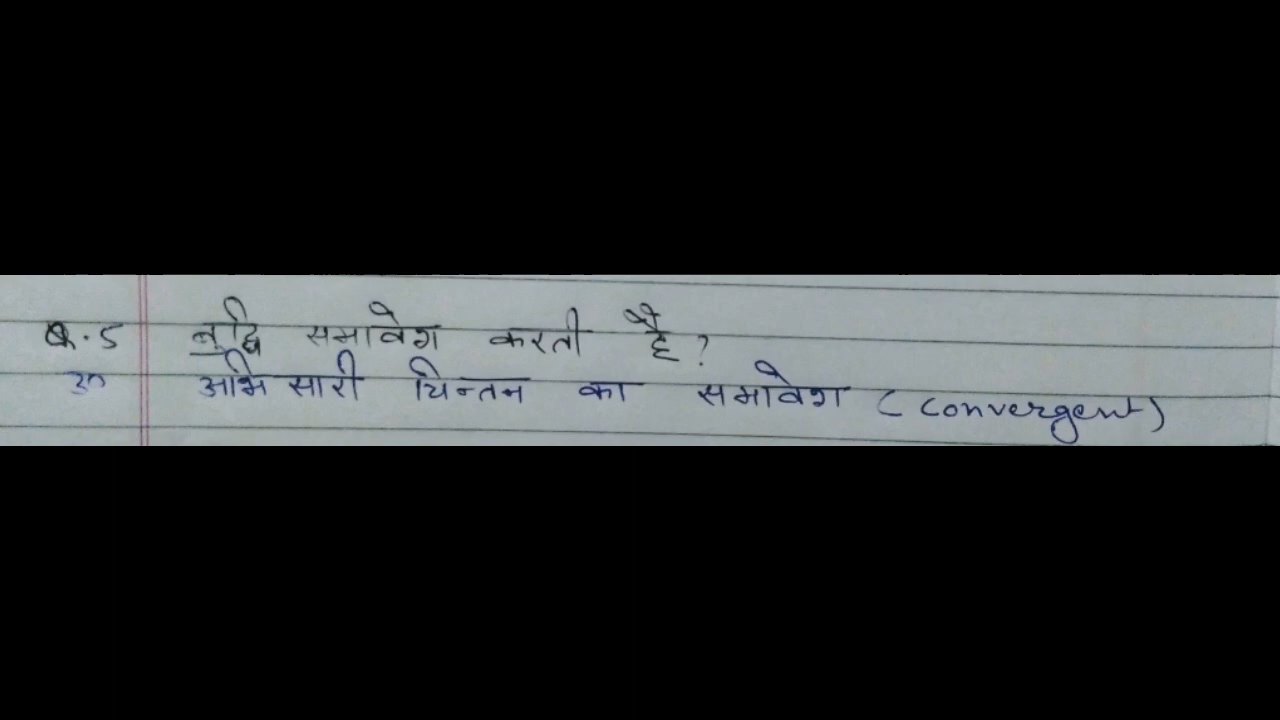 Q.5 बुद्धि समावेश करती है ?
उ० अभि सारी चिन्तन का समावेश ( convergent )